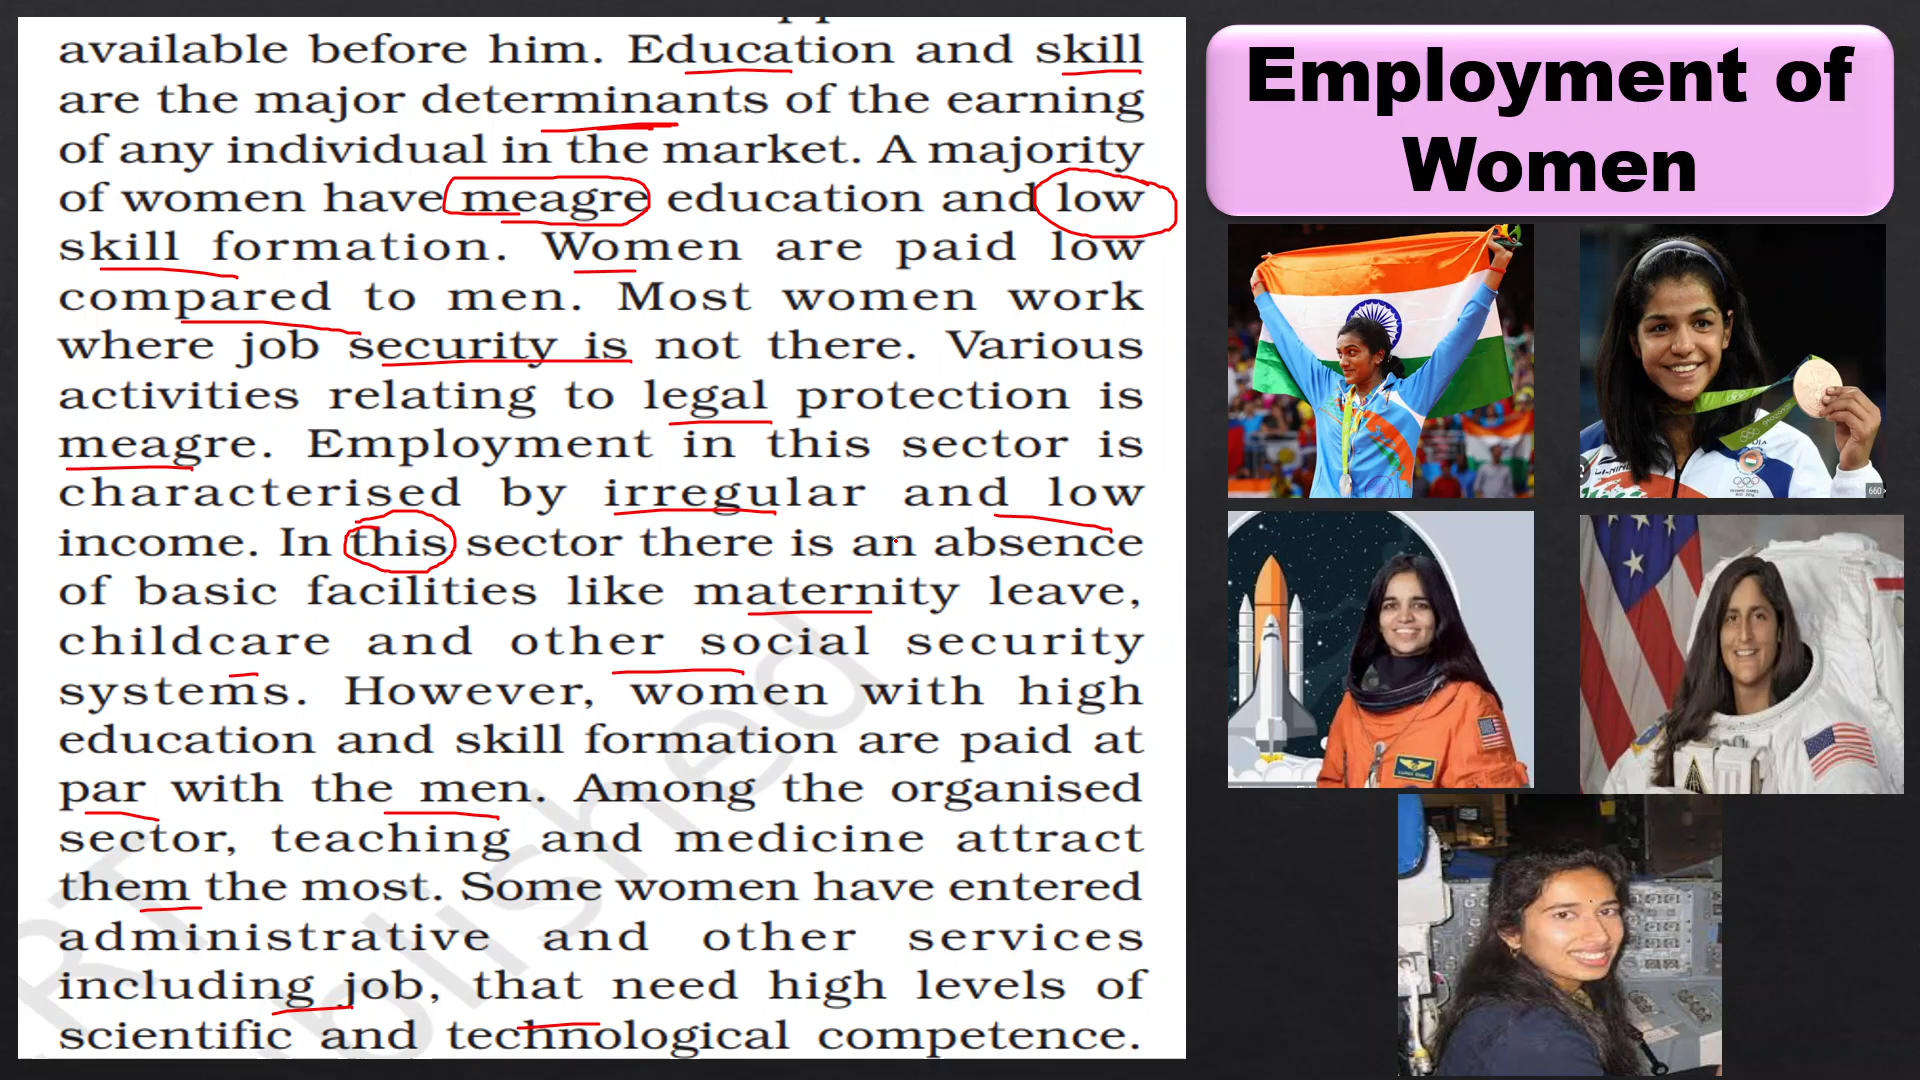 available before him. Education and skill
are the major determinants of the earning
of any individual in the market. A majority
of women have meagre education and low
skill formation. Women are paid low
compared to men. Most women work
where job security is not there. Various
activities relating to legal protection is
meagre. Employment in this sector is
characterised by irregular and low
income. In this sector there is an absence
of basic facilities like maternity leave,
childcare and other social security
systems. However, women with high
education and skill formation are paid at
par with the men. Among the organised
sector, teaching and medicine attract
them the most. Some women have entered
administrative and other services
including job, that need high levels of
scientific and technological competence.
Employment of
Women
660